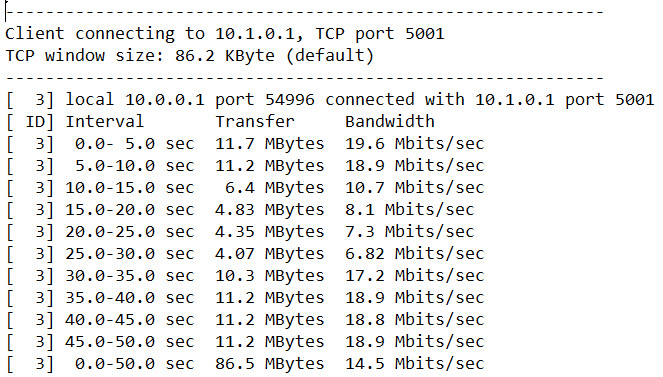 ------------------------------------------------------------
Client connecting to 10.1.0.1, TCP port 5001
TCP window size: 86.2 KByte (default)
------------------------------------------------------------
[  3] local 10.0.0.1 port 54996 connected with 10.1.0.1 port 5001
[ ID] Interval       Transfer     Bandwidth
[  3]  0.0- 5.0 sec  11.7 MBytes  19.6 Mbits/sec
[  3]  5.0-10.0 sec  11.2 MBytes  18.9 Mbits/sec
[  3] 10.0-15.0 sec   6.4 MBytes  10.7 Mbits/sec
[  3] 15.0-20.0 sec  4.83 MBytes  8.1 Mbits/sec
[  3] 20.0-25.0 sec  4.35 MBytes  7.3 Mbits/sec
[  3] 25.0-30.0 sec  4.07 MBytes  6.82 Mbits/sec
[  3] 30.0-35.0 sec  10.3 MBytes  17.2 Mbits/sec
[  3] 35.0-40.0 sec  11.2 MBytes  18.9 Mbits/sec
[  3] 40.0-45.0 sec  11.2 MBytes  18.8 Mbits/sec
[  3] 45.0-50.0 sec  11.2 MBytes  18.9 Mbits/sec
[  3]  0.0-50.0 sec  86.5 MBytes  14.5 Mbits/sec